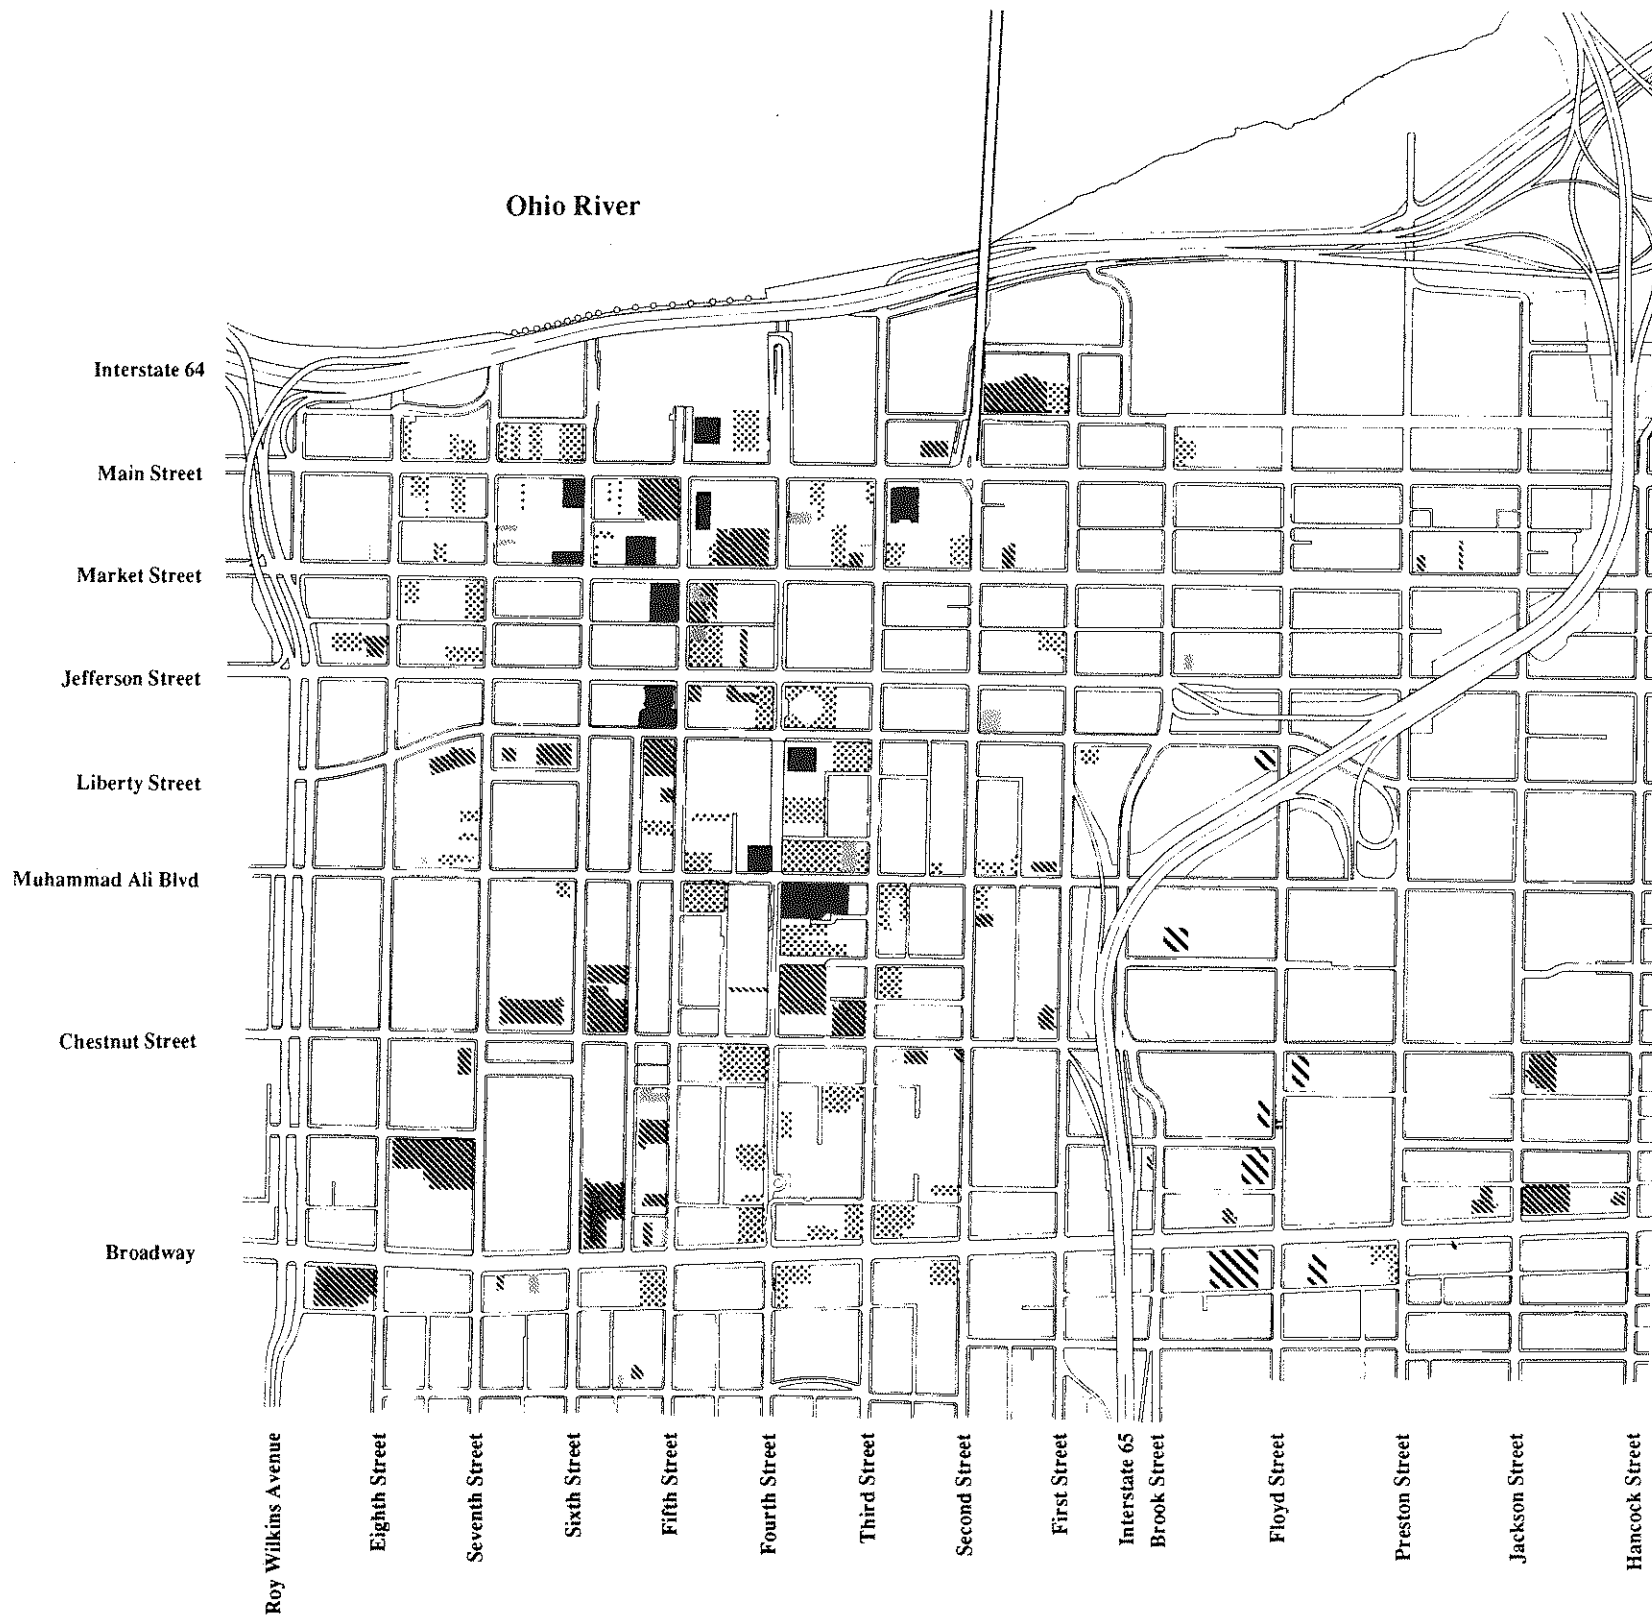 Ohio River
Interstate 64
Main Street
Market Street
Jefferson Street
Liberty Street
Muhammad Ali Blvd
Chestnut Street
Broadway
Roy Wilkins Avenue
Eighth Street
Seventh Street
Sixth Street
Fifth Street
Fourth Street
Third Street
Second Street
First Street
Interstate 65
Brook Street
Floyd Street
Preston Street
Jackson Street
Hancock Street